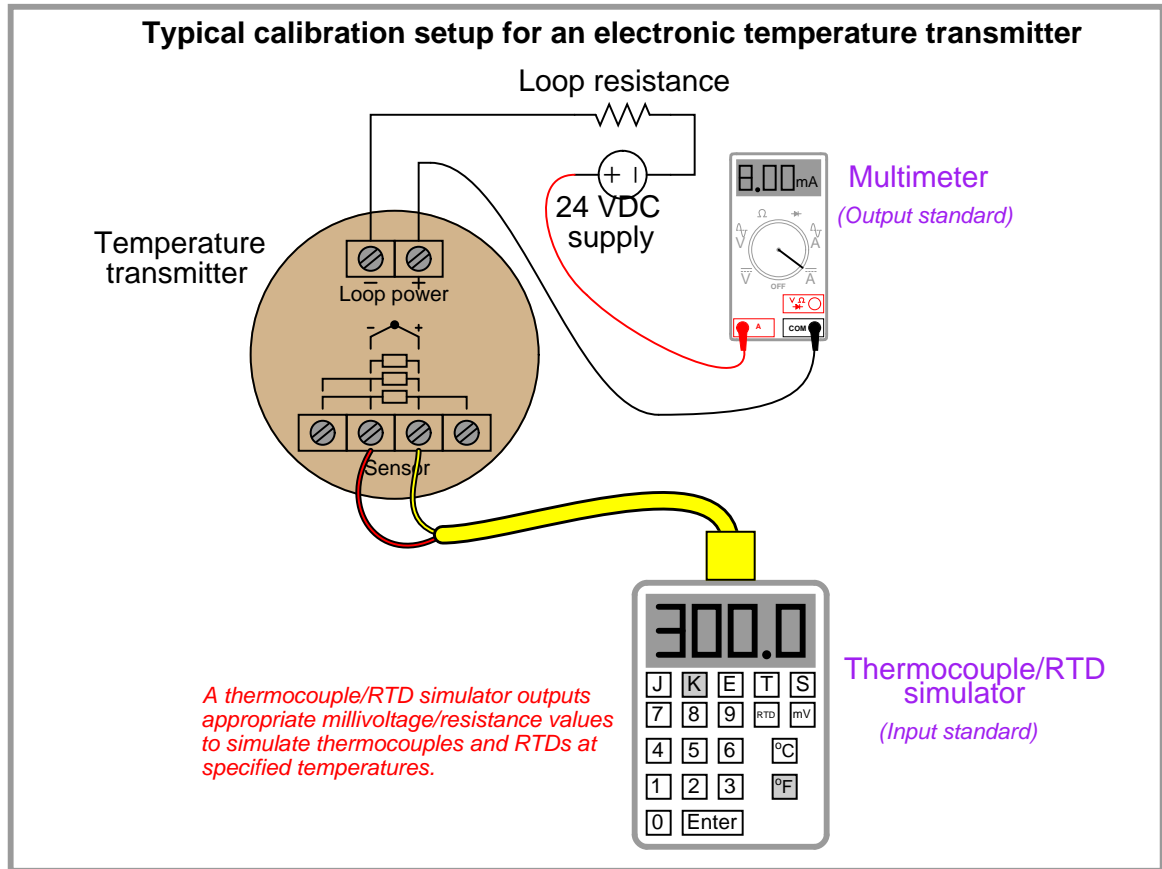 Typical calibration setup for an electronic temperature transmitter
Loop resistance
8.00 mA
Multimeter
(Output standard)
+ −
24 VDC
supply
Ω
V
A
V
A
OFF
V Ω
A
COM
Temperature
transmitter
− +
Loop power
- +
Sensor
300.0
J K E T S
7 8 9 RTD mV
4 5 6 °C
1 2 3 °F
0 Enter
Thermocouple/RTD
simulator
(Input standard)
A thermocouple/RTD simulator outputs
appropriate millivoltage/resistance values
to simulate thermocouples and RTDs at
specified temperatures.